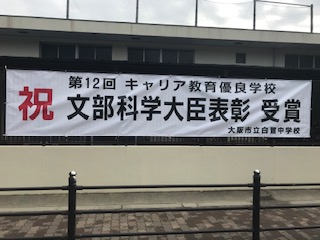 祝
第12回 キャリア教育優良学校
文部科学大臣表彰 受賞
大阪市立白鷺中学校